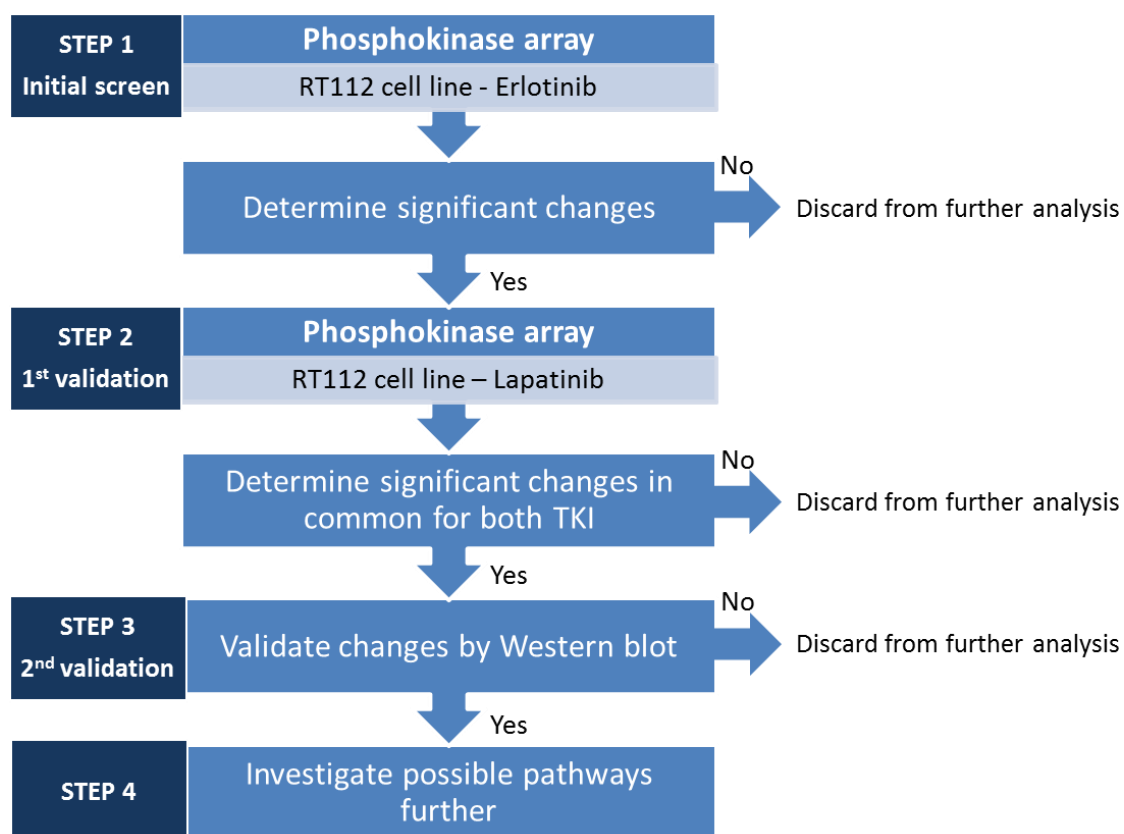 STEP 1
Initial screen
Phosphokinase array
RT112 cell line - Erlotinib
No
Determine significant changes
Discard from further analysis
Yes
STEP 2
1st validation
Phosphokinase array
RT112 cell line – Lapatinib
No
Determine significant changes in
common for both TKI
Discard from further analysis
Yes
STEP 3
2nd validation
No
Validate changes by Western blot
Discard from further analysis
Yes
STEP 4
Investigate possible pathways
further